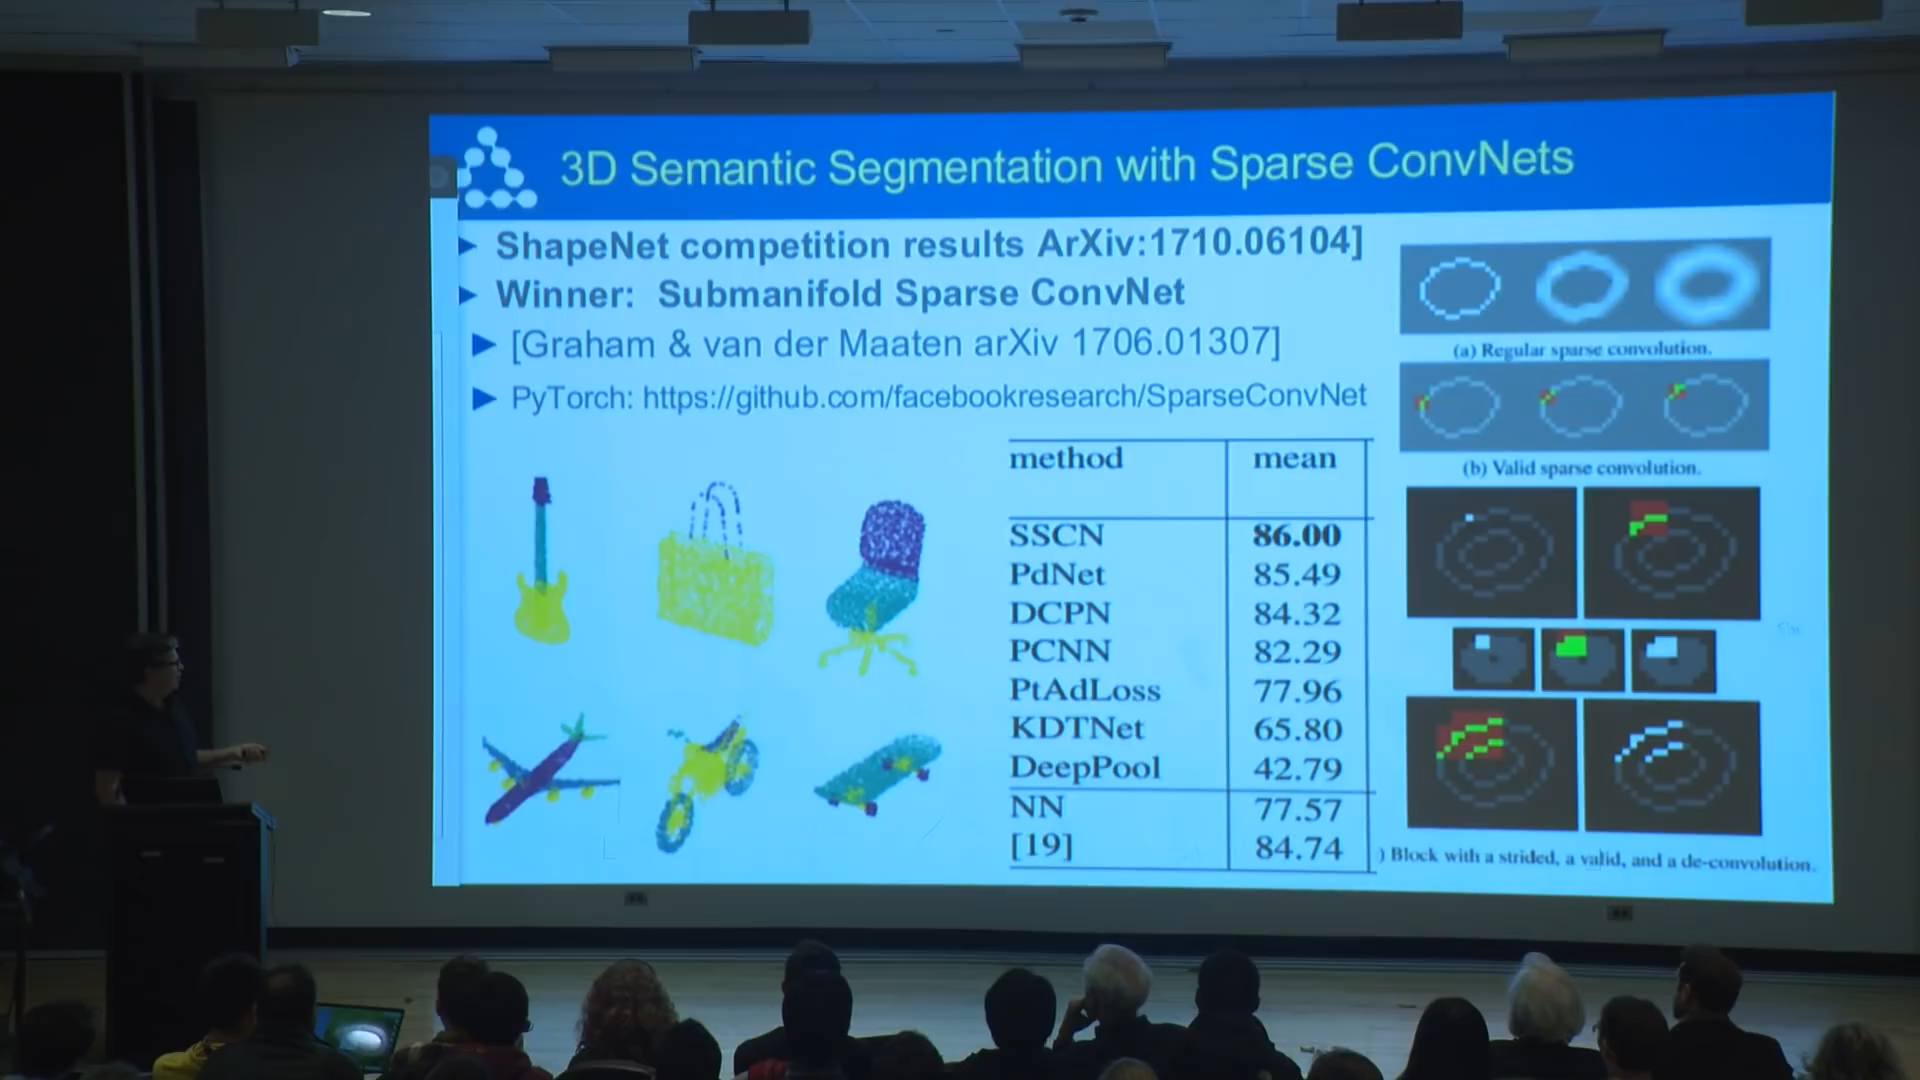 3D Semantic Segmentation with Sparse ConvNets
ShapeNet competition results ArXiv:1710.06104]
Winner: Submanifold Sparse ConvNet
[Graham & van der Maaten arXiv 1706.01307]
PyTorch: https://github.com/facebookresearch/SparseConvNet
method mean
SSCN 86.00
PdNet 85.49
DCPN 84.32
PCNN 82.29
PtAdLoss 77.96
KDTNet 65.80
DeepPool 42.79
NN 77.57
[19] 84.74
(a) Regular sparse convolution.
(b) Valid sparse convolution.
) Block with a strided, a valid, and a de-convolution.